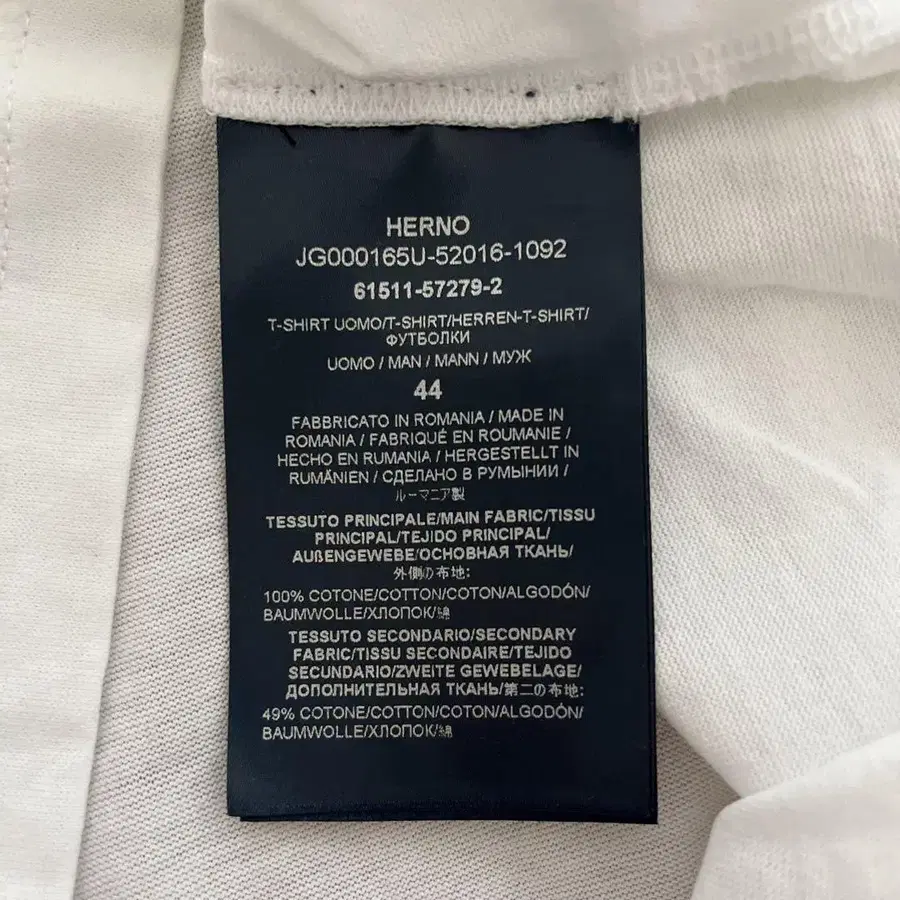 HERNO
JG000165U-52016-1092
61511-57279-2
T-SHIRT UOMO/T-SHIRT/HERREN-T-SHIRT/
ФУТБОЛКИ
UOMO / MAN / MANN / МУЖ
44
FABBRICATO IN ROMANIA / MADE IN
ROMANIA / FABRIQUÉ EN ROUMANIE /
HECHO EN RUMANIA / HERGESTELLT IN
RUMÄNIEN / СДЕЛАНО В РУМЫНИИ /
ルーマニア製
TESSUTO PRINCIPALE/MAIN FABRIC/TISSU
PRINCIPAL/TEJIDO PRINCIPAL/
AUßENGEWEBE/ОСНОВНАЯ ТКАНЬ/
外側の布地:
100% COTONE/COTTON/COTON/ALGODÓN/
BAUMWOLLE/ХЛОПОК/綿
TESSUTO SECONDARIO/SECONDARY
FABRIC/TISSU SECONDAIRE/TEJIDO
SECUNDARIO/ZWEITE GEWEBELAGE/
ДОПОЛНИТЕЛЬНАЯ ТКАНЬ/第二の布地:
49% COTONE/COTTON/COTON/ALGODÓN/
BAUMWOLLE/ХЛОПОК/綿